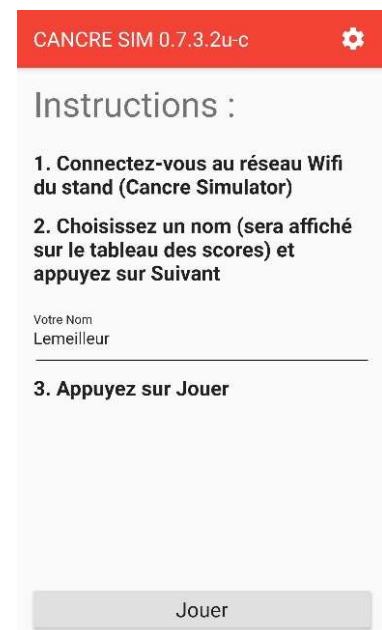 CANCRE SIM 0.7.3.2u-c
Instructions :
1. Connectez-vous au réseau Wifi
du stand (Cancre Simulator)
2. Choisissez un nom (sera affiché
sur le tableau des scores) et
appuyez sur Suivant
Votre Nom
Lemeilleur
3. Appuyez sur Jouer
Jouer